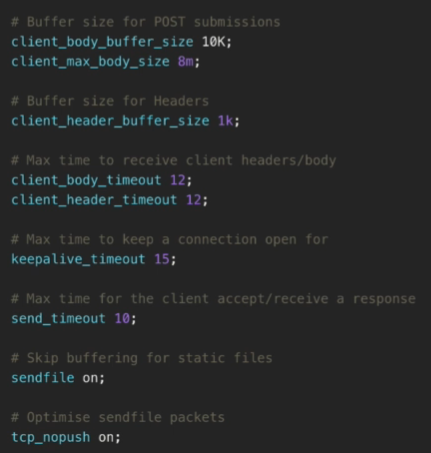 # Buffer size for POST submissions
client_body_buffer_size 10K;
client_max_body_size 8m;
# Buffer size for Headers
client_header_buffer_size 1k;
# Max time to receive client headers/body
client_body_timeout 12;
client_header_timeout 12;
# Max time to keep a connection open for
keepalive_timeout 15;
# Max time for the client accept/receive a response
send_timeout 10;
# Skip buffering for static files
sendfile on;
# Optimise sendfile packets
tcp_nopush on;